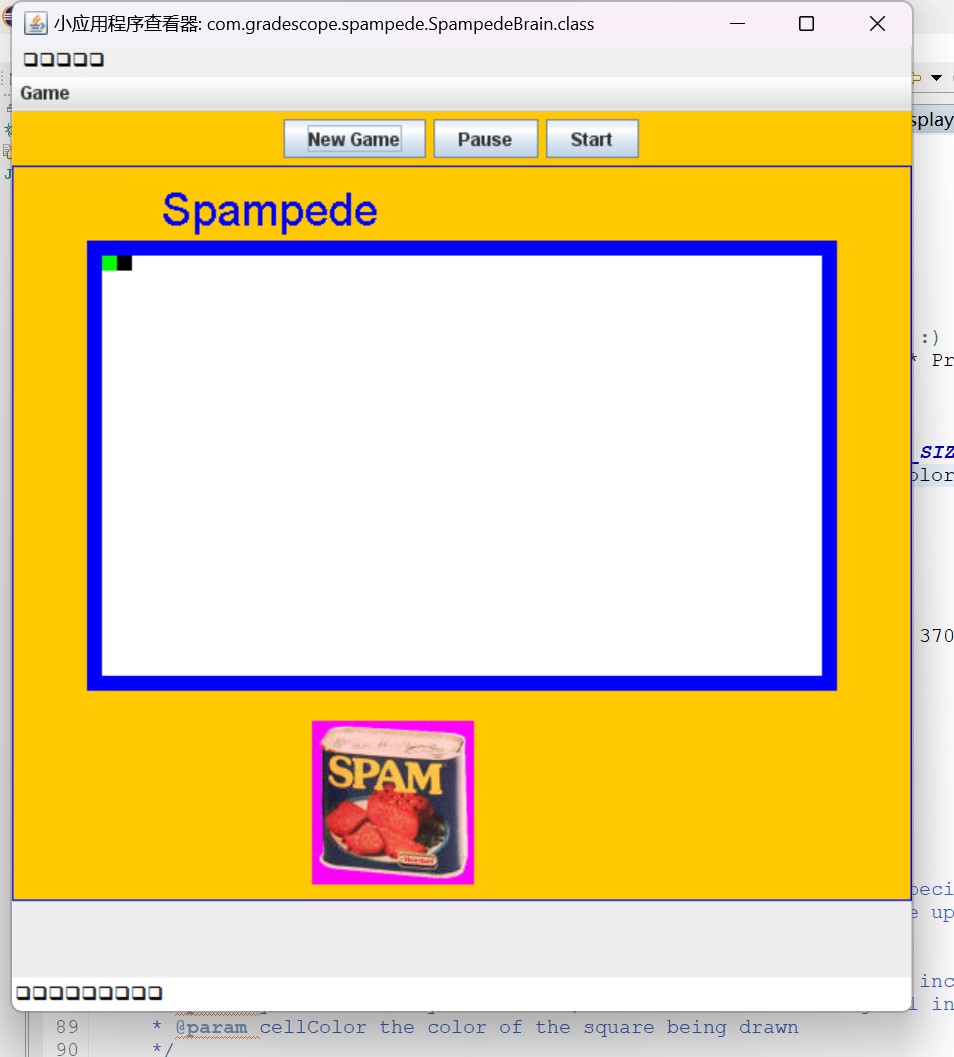 小应用程序查看器: com.gradescope.spampede.SpampedeBrain.class
Game
New Game Pause Start
splay
Spampede
:)
* Pr
_SIZ
olor
370
SPAM
Hormel
peci
e up
inc
in
89 * @param cellColor the color of the square being drawn
90 */